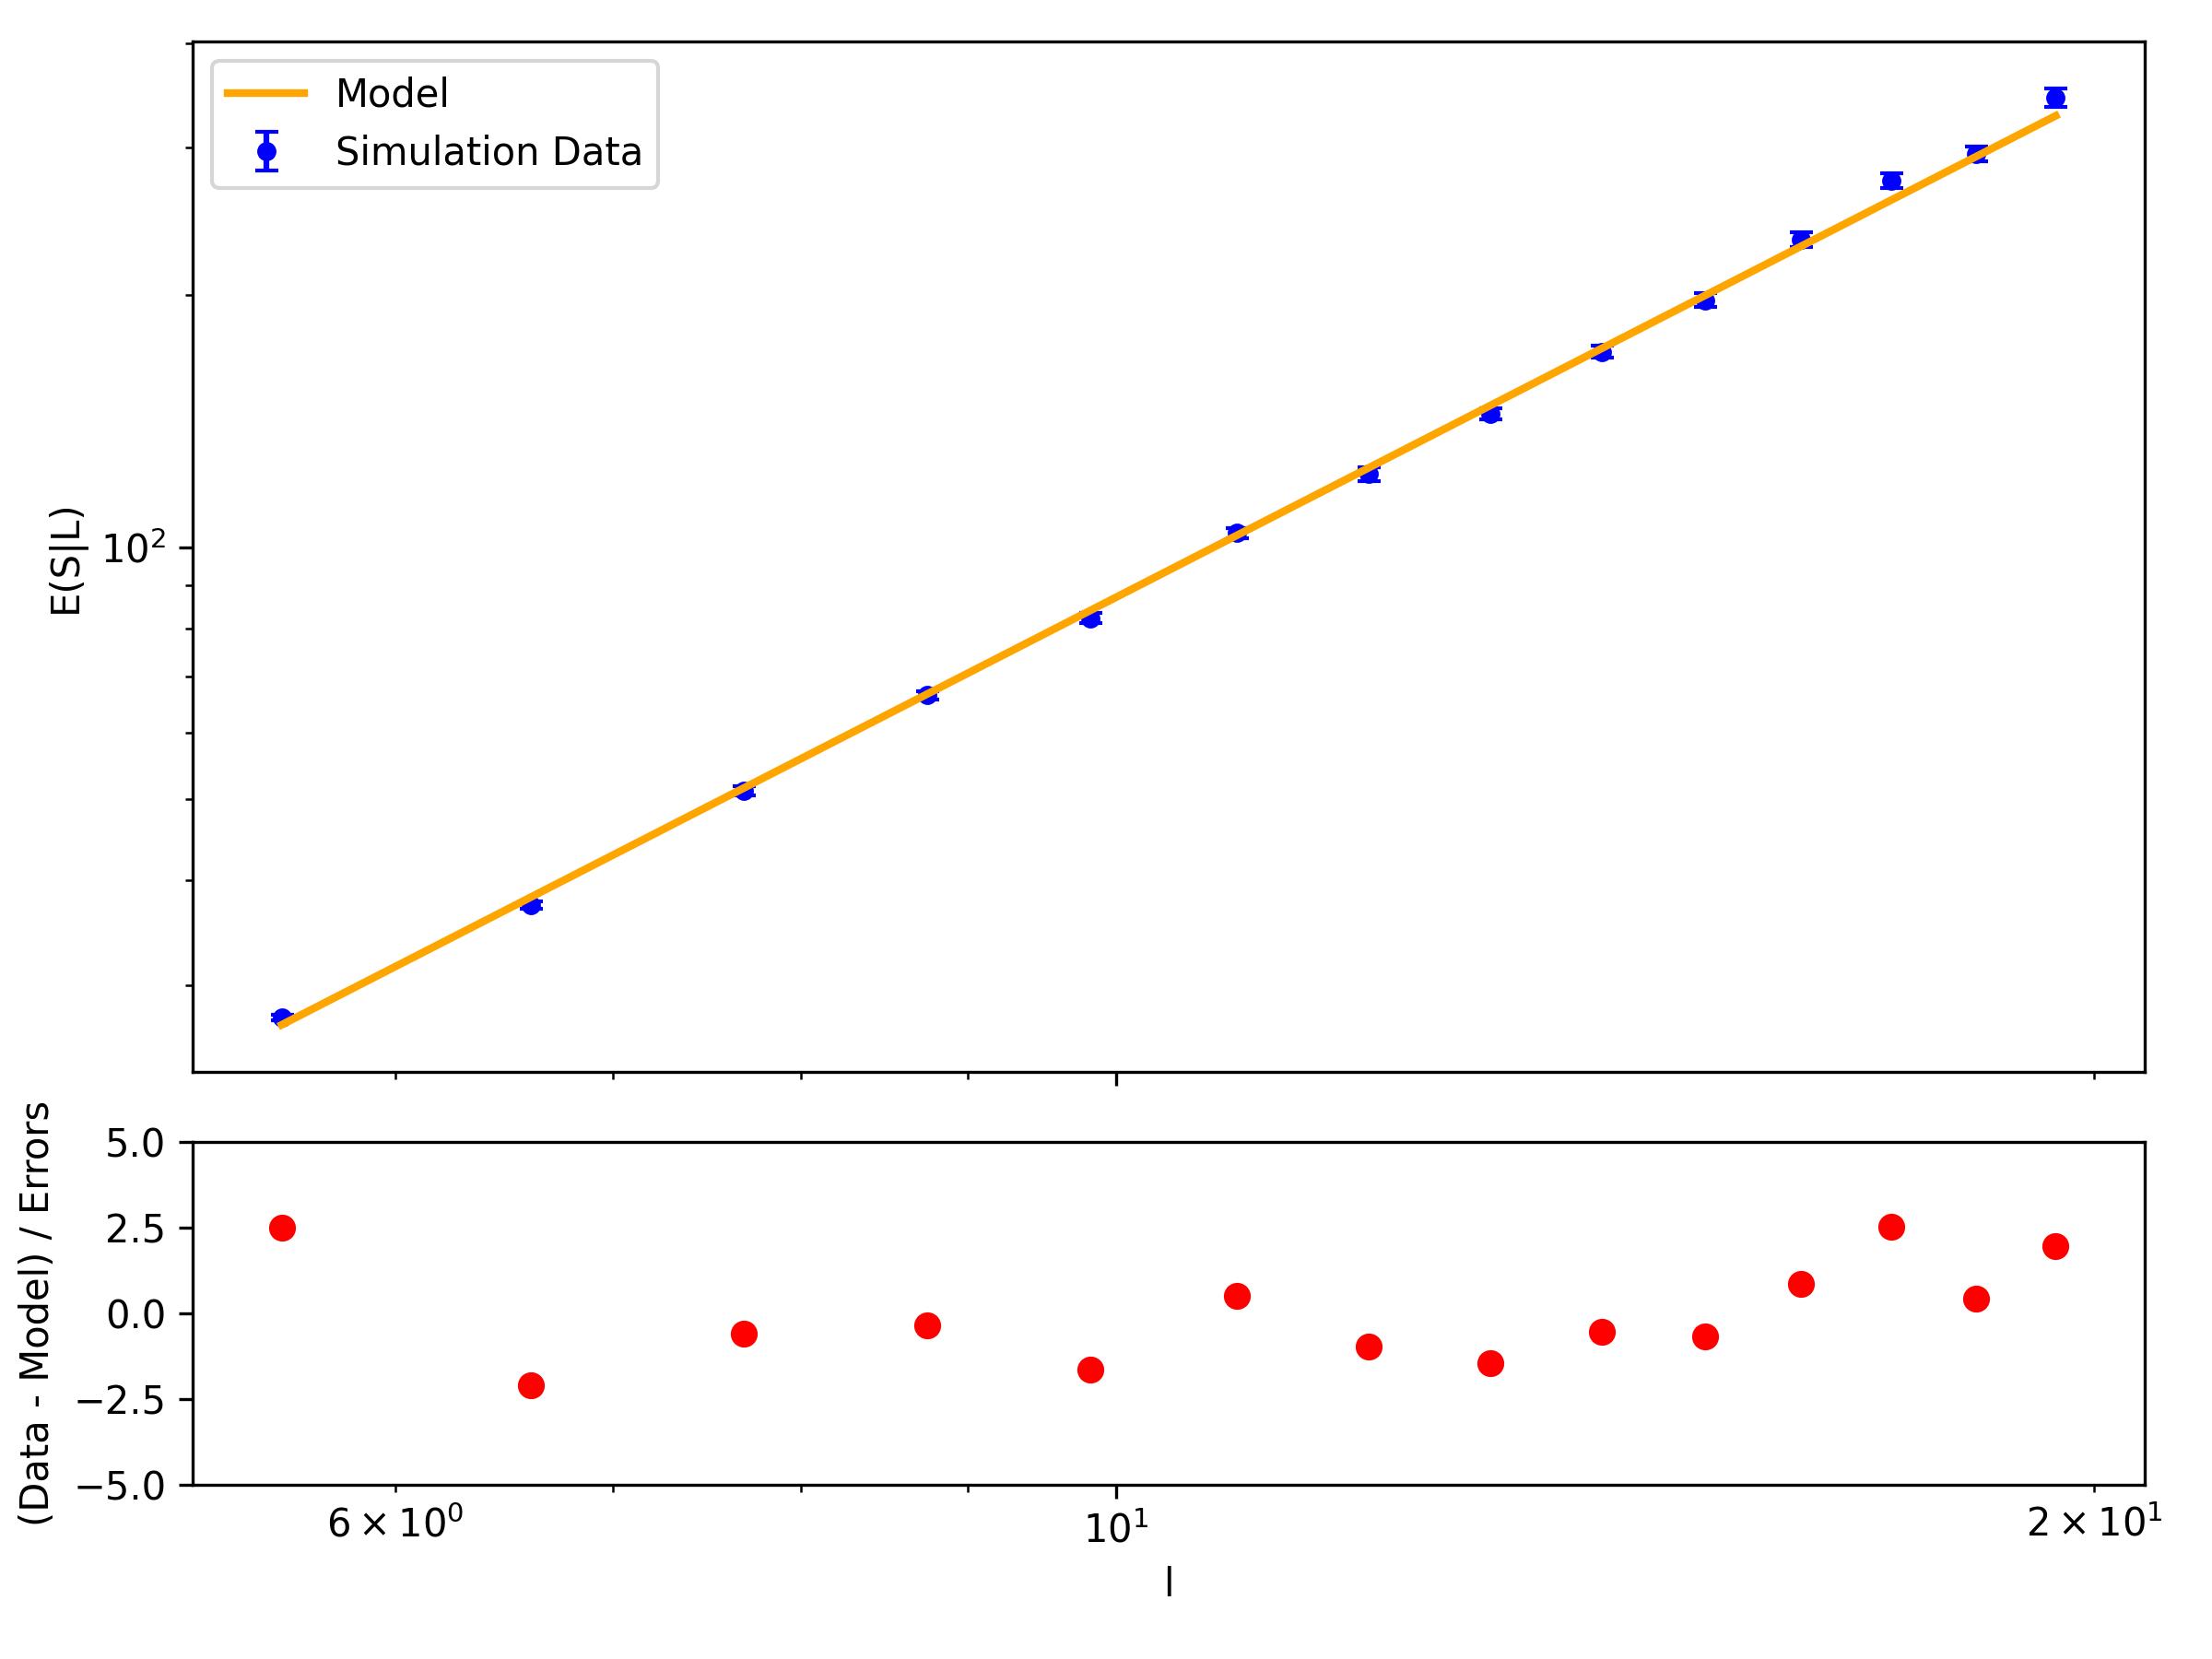 Model
Simulation Data
E(S|L)
10²
(Data - Model) / Errors
5.0
2.5
0.0
−2.5
−5.0
6 × 10⁰
10¹
2 × 10¹
l